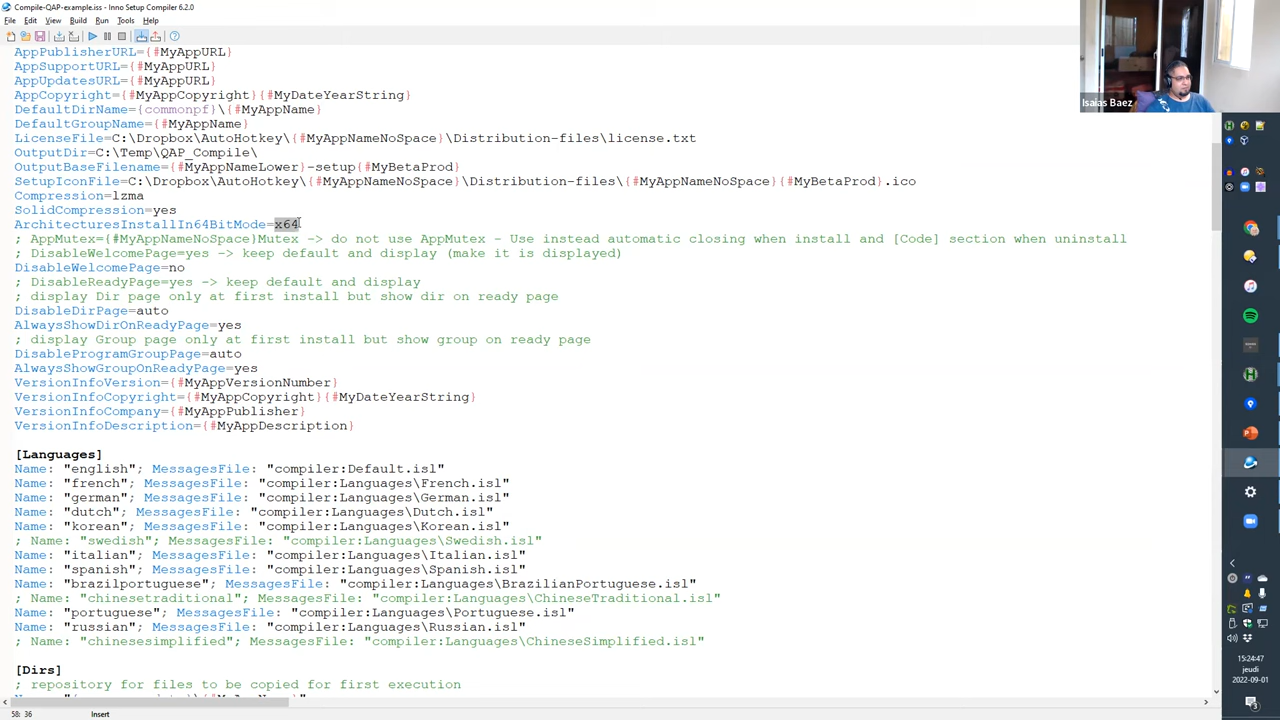 Compile-QAP-example.iss - Inno Setup Compiler 6.2.0
File Edit View Build Run Tools Help
AppPublisherURL={#MyAppURL}
AppSupportURL={#MyAppURL}
AppUpdatesURL={#MyAppURL}
AppCopyright={#MyAppCopyright}{#MyDateYearString}
DefaultDirName={commonpf}\{#MyAppName}
DefaultGroupName={#MyAppName}
LicenseFile=C:\Dropbox\AutoHotkey\{#MyAppNameNoSpace}\Distribution-files\license.txt
OutputDir=C:\Temp\QAP_Compile\
OutputBaseFilename={#MyAppNameLower}-setup{#MyBetaProd}
SetupIconFile=C:\Dropbox\AutoHotkey\{#MyAppNameNoSpace}\Distribution-files\{#MyAppNameNoSpace}{#MyBetaProd}.ico
Compression=lzma
SolidCompression=yes
ArchitecturesInstallIn64BitMode=x64
; AppMutex={#MyAppNameNoSpace}Mutex -> do not use AppMutex - Use instead automatic closing when install and [Code] section when uninstall
; DisableWelcomePage=yes -> keep default and display (make it is displayed)
DisableWelcomePage=no
; DisableReadyPage=yes -> keep default and display
; display Dir page only at first install but show dir on ready page
DisableDirPage=auto
AlwaysShowDirOnReadyPage=yes
; display Group page only at first install but show group on ready page
DisableProgramGroupPage=auto
AlwaysShowGroupOnReadyPage=yes
VersionInfoVersion={#MyAppVersionNumber}
VersionInfoCopyright={#MyAppCopyright}{#MyDateYearString}
VersionInfoCompany={#MyAppPublisher}
VersionInfoDescription={#MyAppDescription}
[Languages]
Name: "english"; MessagesFile: "compiler:Default.isl"
Name: "french"; MessagesFile: "compiler:Languages\French.isl"
Name: "german"; MessagesFile: "compiler:Languages\German.isl"
Name: "dutch"; MessagesFile: "compiler:Languages\Dutch.isl"
Name: "korean"; MessagesFile: "compiler:Languages\Korean.isl"
; Name: "swedish"; MessagesFile: "compiler:Languages\Swedish.isl"
Name: "italian"; MessagesFile: "compiler:Languages\Italian.isl"
Name: "spanish"; MessagesFile: "compiler:Languages\Spanish.isl"
Name: "brazilportuguese"; MessagesFile: "compiler:Languages\BrazilianPortuguese.isl"
; Name: "chinesetraditional"; MessagesFile: "compiler:Languages\ChineseTraditional.isl"
Name: "portuguese"; MessagesFile: "compiler:Languages\Portuguese.isl"
Name: "russian"; MessagesFile: "compiler:Languages\Russian.isl"
; Name: "chinesesimplified"; MessagesFile: "compiler:Languages\ChineseSimplified.isl"
[Dirs]
; repository for files to be copied for first execution
58: 36 Insert
Isaias Baez
15:24:47
jeudi
2022-09-01